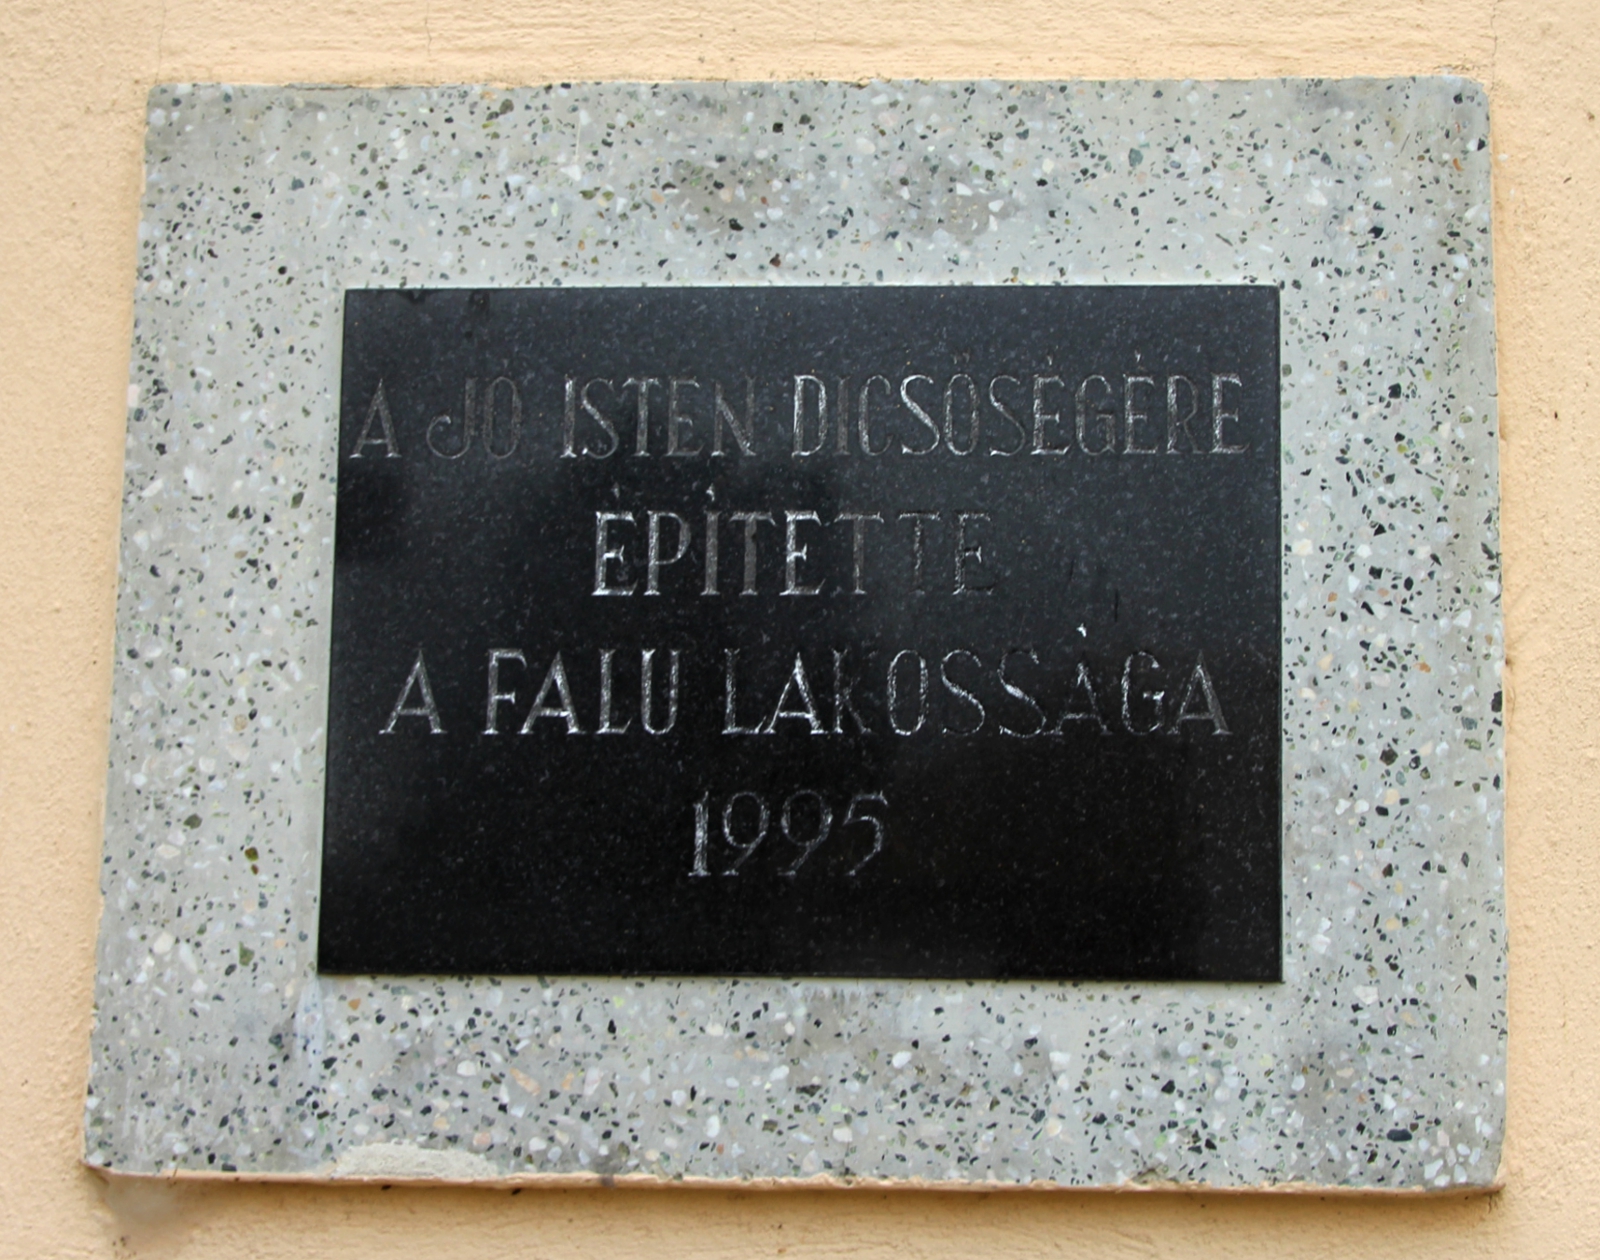 A JÓ ISTEN DICSŐSÉGÉRE
ÉPÍTETTE
A FALU LAKOSSÁGA
1995